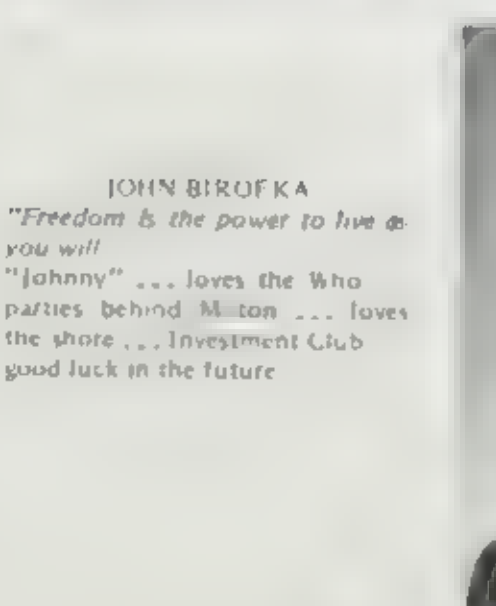 JOHN BIROFKA
"Freedom is the power to live as
you will
"Johnny" ... loves the Who
parties behind ... loves
the shore ... Investment Club
good luck in the future